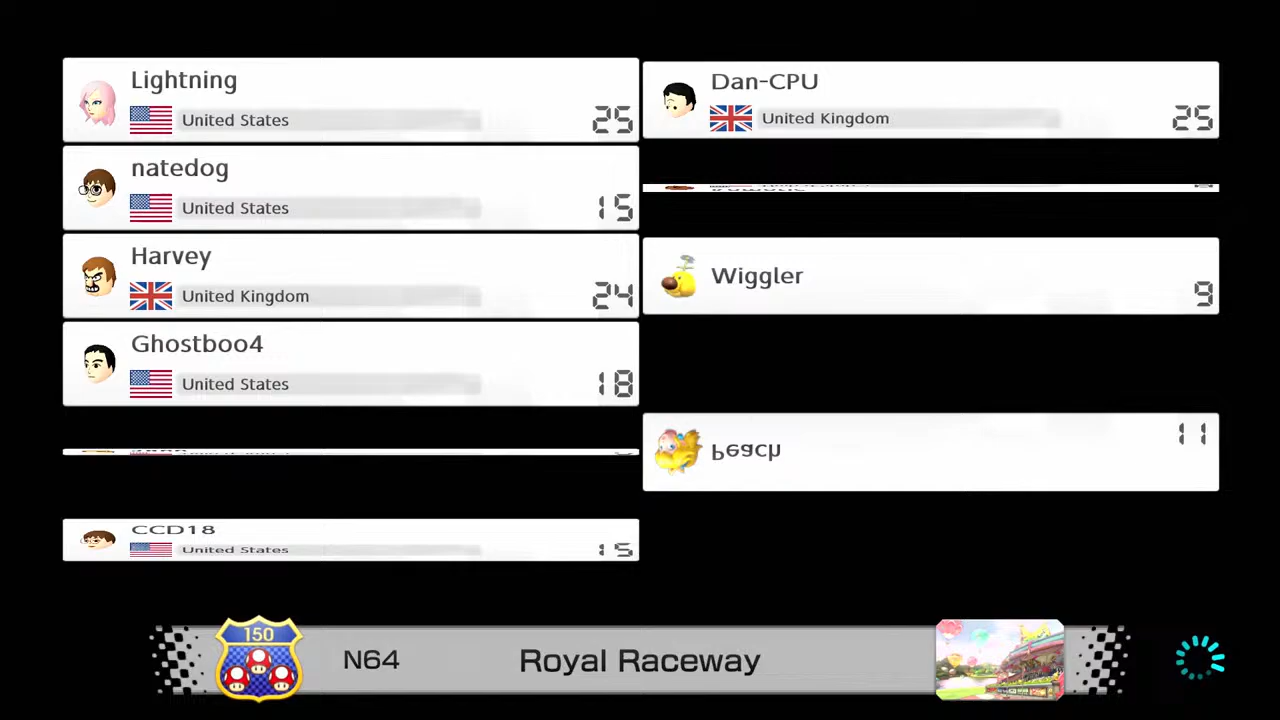 Lightning
United States
25
natedog
United States
15
Harvey
United Kingdom
24
Ghostboo4
United States
18
CCD18
United States
15
Dan-CPU
United Kingdom
25
Wiggler
9
Peach
11
150
N64
Royal Raceway